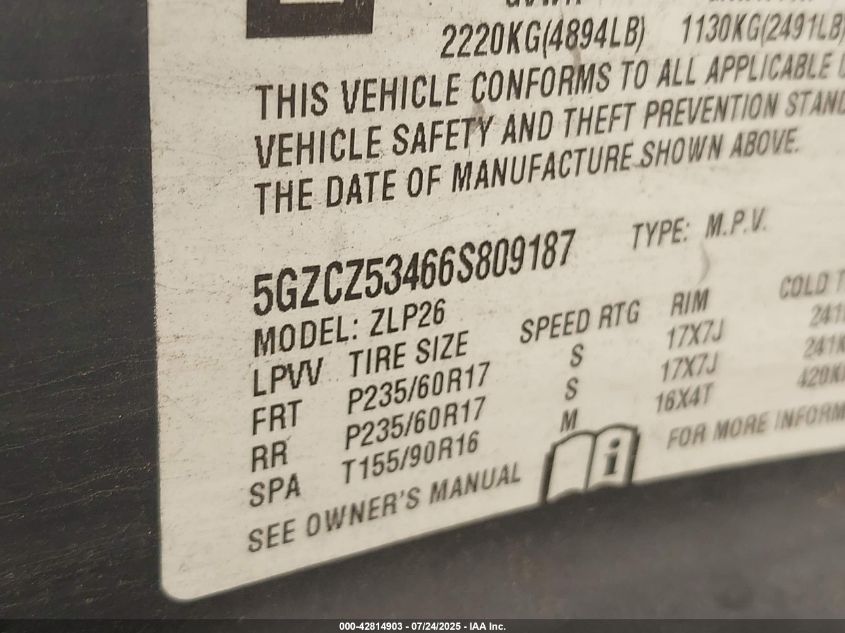 2220KG(4894LB) 1130KG(2491LB)
THIS VEHICLE CONFORMS TO ALL APPLICABLE
VEHICLE SAFETY AND THEFT PREVENTION
THE DATE OF MANUFACTURE SHOWN ABOVE.
5GZCZ53466S809187 TYPE: M.P.V.
MODEL: ZLP26
LPVV TIRE SIZE SPEED RTG RIM COLD
FRT P235/60R17 S 17X7J
RR P235/60R17 S 17X7J
SPA T155/90R16 M 16X4T
SEE OWNER'S MANUAL i FOR MORE
000-42814903 - 07/24/2025 - IAA Inc.